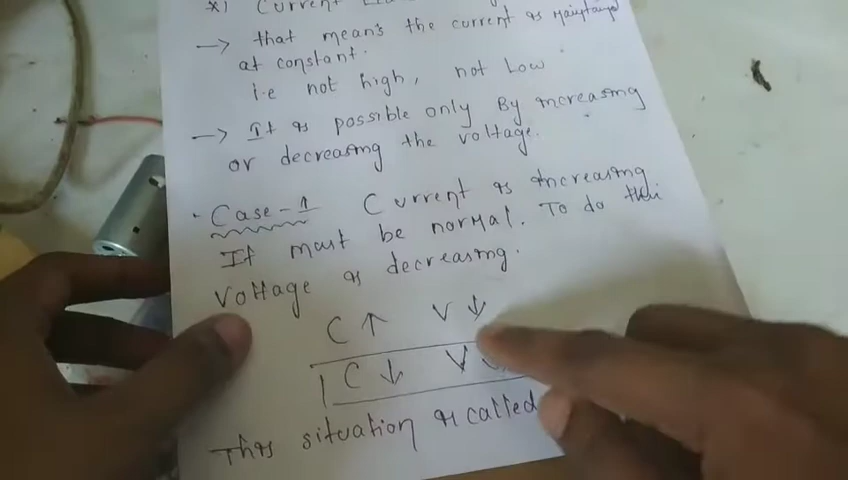 *) Current
→ that means the current is maintained
at constant.
i.e not high, not Low
→ It is possible only By increasing
or decreasing the voltage.
Case-1 Current is increasing
It must be normal. To do this
Voltage is decreasing.
C ↑ V ↓
C ↓ V
This situation is called